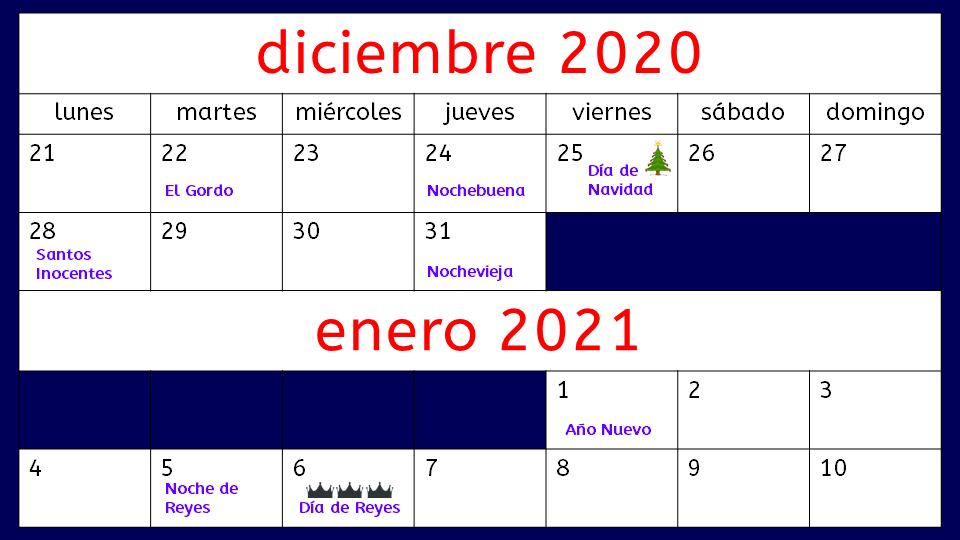 diciembre 2020
lunes martes miércoles jueves viernes sábado domingo
21 22 23 24 25 26 27
El Gordo Nochebuena Día de
Navidad
28 29 30 31
Santos
Inocentes Nochevieja
enero 2021
1 2 3
Año Nuevo
4 5 6 7 8 9 10
Noche de
Reyes Día de Reyes